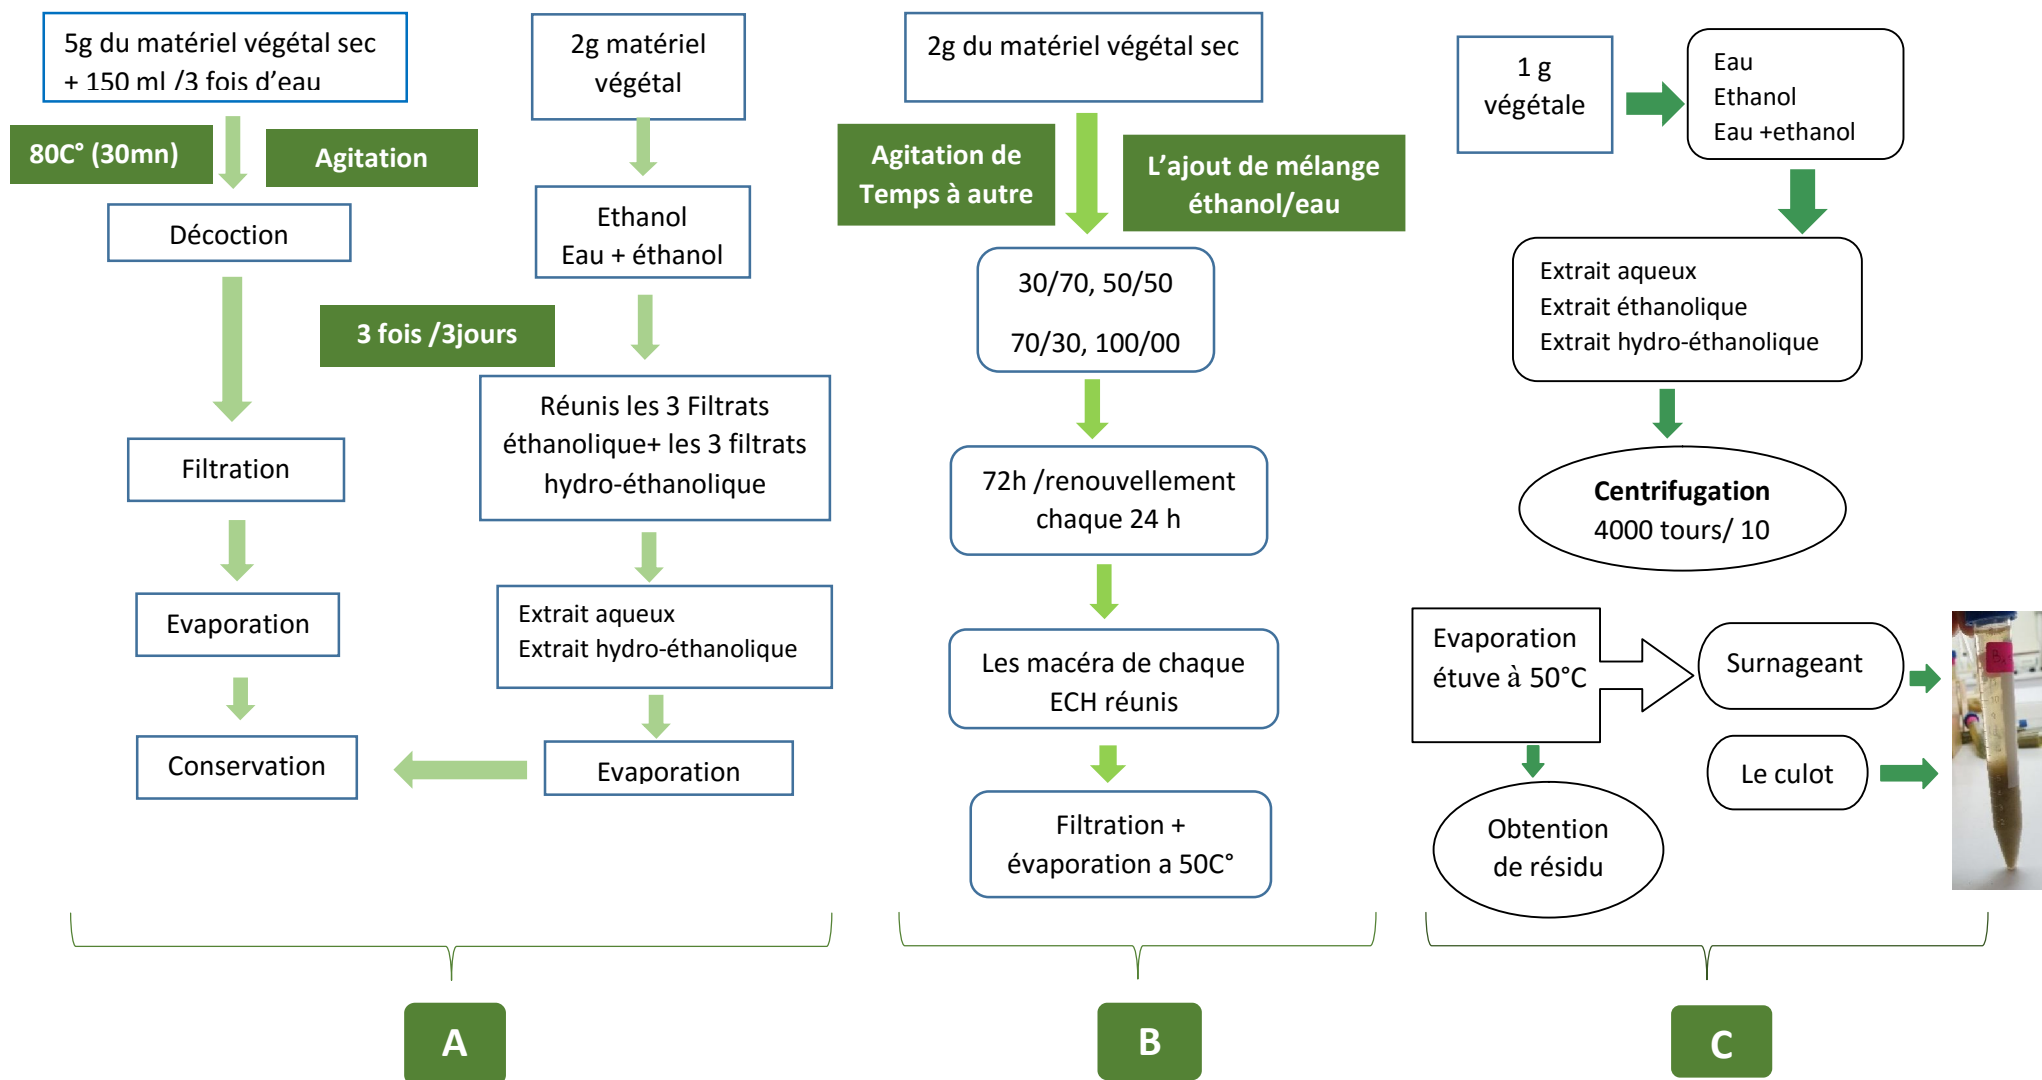 5g du matériel végétal sec
+ 150 ml /3 fois d'eau
80C° (30mn)
Agitation
Décoction
Filtration
Evaporation
Conservation
2g matériel
végétal
Ethanol
Eau + éthanol
3 fois /3jours
Réunis les 3 Filtrats
éthanolique+ les 3 filtrats
hydro-éthanolique
Extrait aqueux
Extrait hydro-éthanolique
Evaporation
A
2g du matériel végétal sec
Agitation de
Temps à autre
L'ajout de mélange
éthanol/eau
30/70, 50/50
70/30, 100/00
72h /renouvellement
chaque 24 h
Les macéra de chaque
ECH réunis
Filtration +
évaporation a 50C°
B
1 g
végétale
Eau
Ethanol
Eau +ethanol
Extrait aqueux
Extrait éthanolique
Extrait hydro-éthanolique
Centrifugation
4000 tours/ 10
Evaporation
étuve à 50°C
Surnageant
Le culot
Obtention
de résidu
C